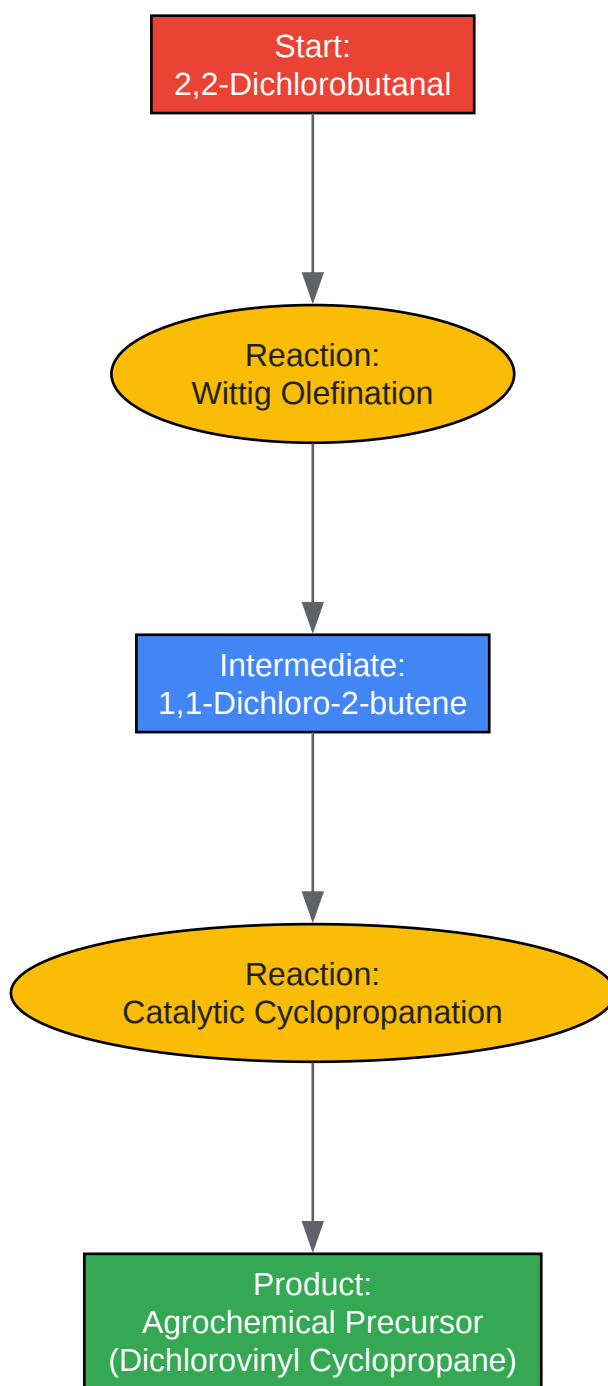 Start:
2,2-Dichlorobutanal
Reaction:
Wittig Olefination
Intermediate:
1,1-Dichloro-2-butene
Reaction:
Catalytic Cyclopropanation
Product:
Agrochemical Precursor
(Dichlorovinyl Cyclopropane)